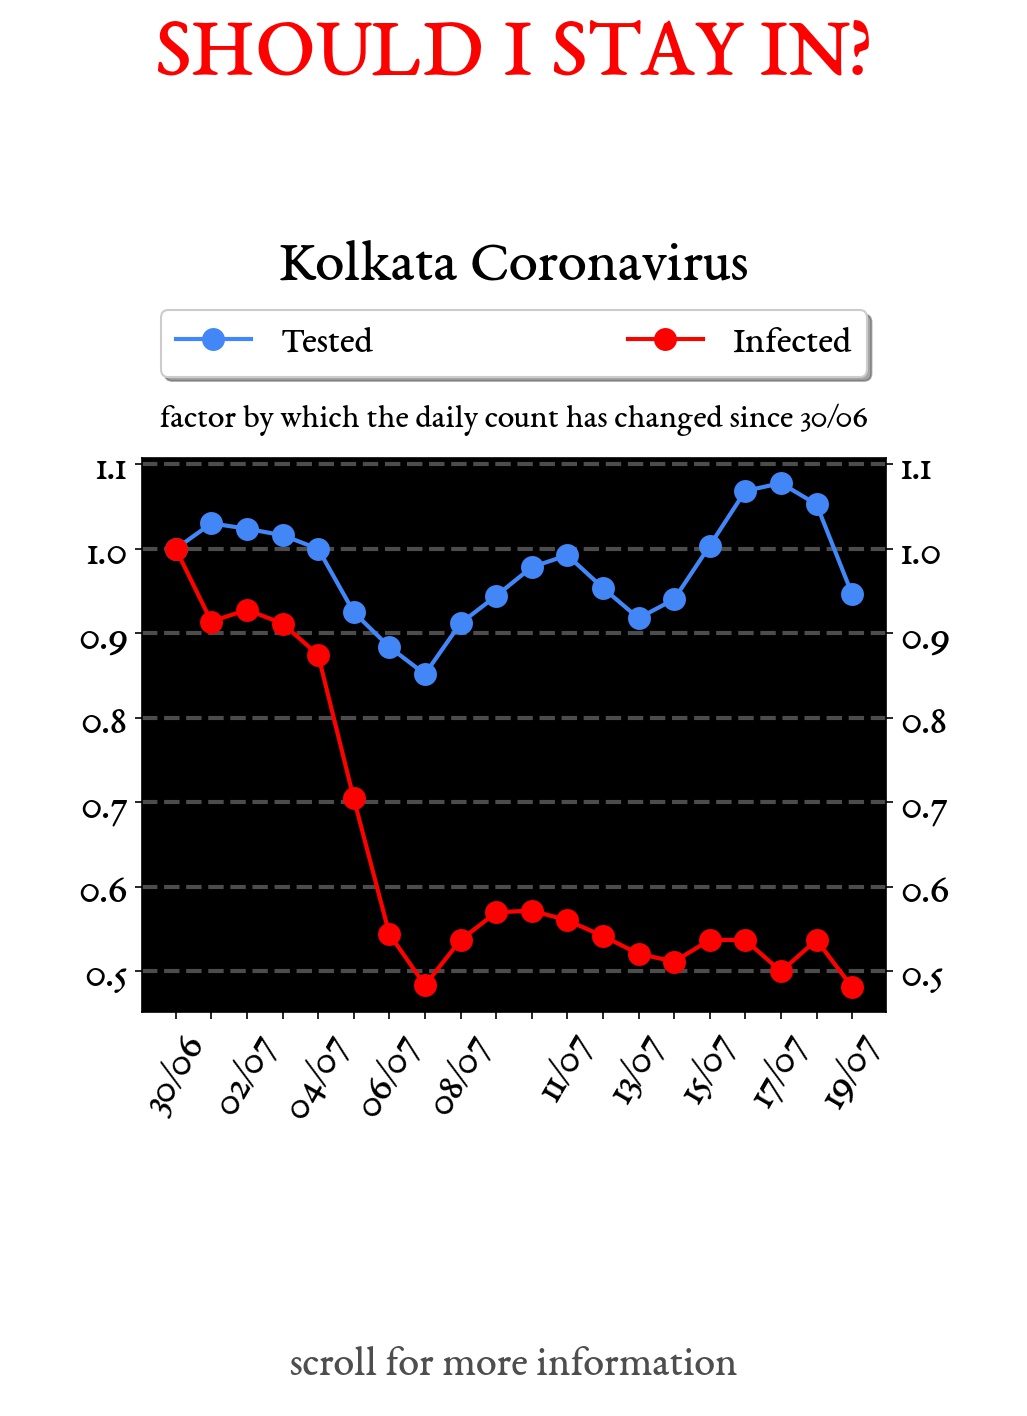 SHOULD I STAY IN?
Kolkata Coronavirus
Tested Infected
factor by which the daily count has changed since 30/06
1.1 1.1
1.0 1.0
0.9 0.9
0.8 0.8
0.7 0.7
0.6 0.6
0.5 0.5
30/06 02/07 04/07 06/07 08/07 11/07 13/07 15/07 17/07 19/07
scroll for more information